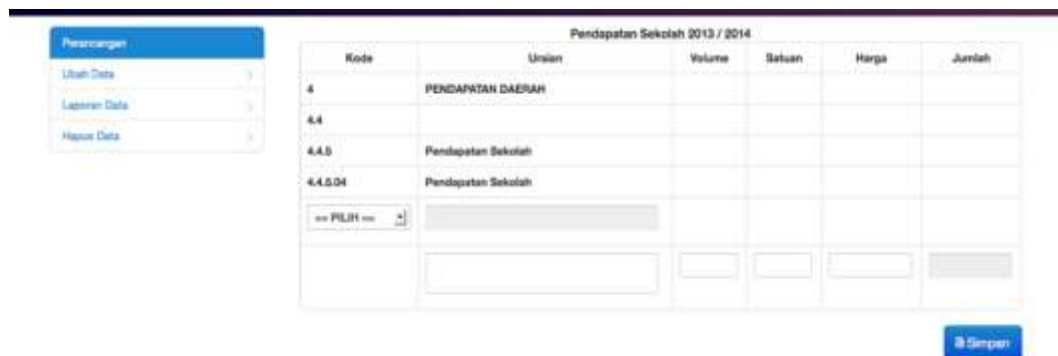 Perancangan
Ubah Data
Laporan Data
Hapus Data
Pendapatan Sekolah 2013 / 2014
Kode Uraian Volume Satuan Harga Jumlah
4 PENDAPATAN DAERAH
4.4
4.4.5 Pendapatan Sekolah
4.4.5.04 Pendapatan Sekolah
== PILIH ==
Simpan